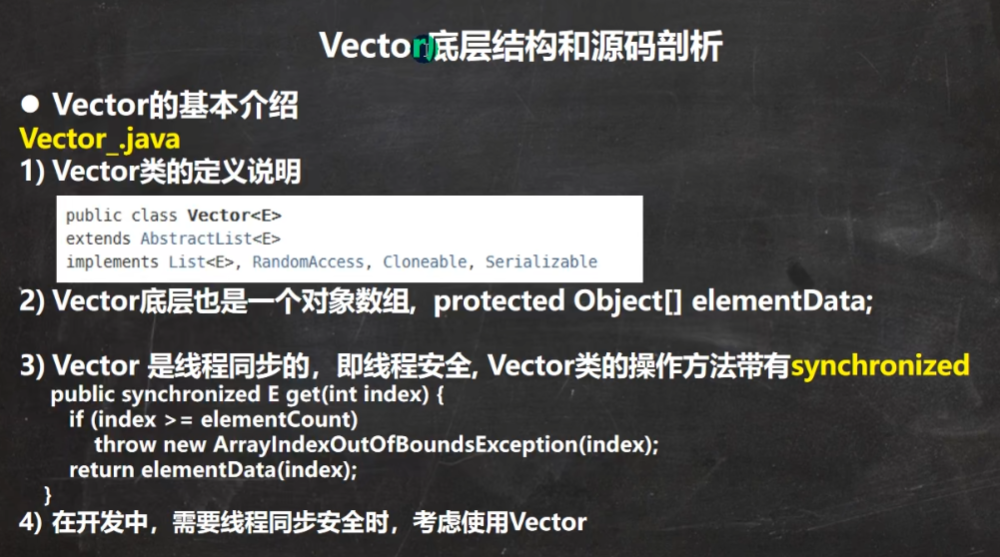 Vector底层结构和源码剖析
● Vector的基本介绍
Vector_.java
1) Vector类的定义说明
public class Vector<E>
extends AbstractList<E>
implements List<E>, RandomAccess, Cloneable, Serializable
2) Vector底层也是一个对象数组, protected Object[] elementData;
3) Vector 是线程同步的，即线程安全, Vector类的操作方法带有synchronized
public synchronized E get(int index) {
if (index >= elementCount)
throw new ArrayIndexOutOfBoundsException(index);
return elementData(index);
}
4) 在开发中，需要线程同步安全时，考虑使用Vector